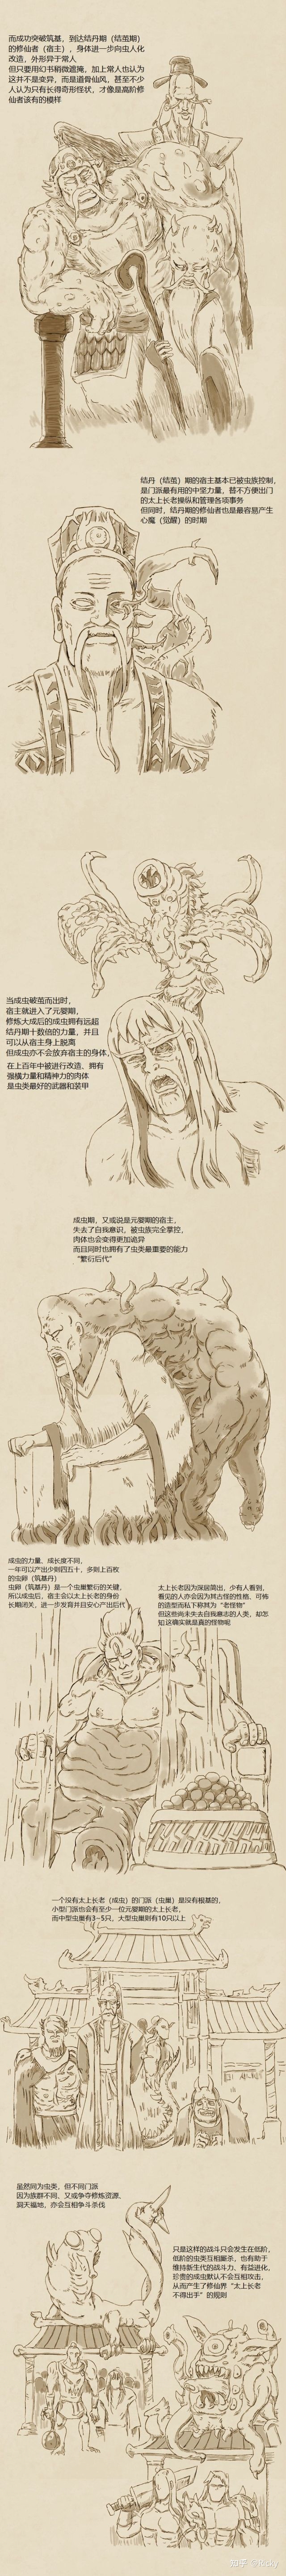 而成功突破筑基，到达结丹期（结茧期）
的修仙者（宿主），身体进一步向虫人化
改造，外形异于常人
但只要用幻书稍微遮掩，加上常人也认为
这并不是变异，而是道骨仙风，甚至不少
人认为只有长得奇形怪状，才像是高阶修
仙者该有的模样
结丹（结茧）期的宿主基本已被虫族控制，
是门派最有用的中坚力量，替不方便出门
的太上长老操纵和管理各项事务
但同时，结丹期的修仙者也是最容易产生
心魔（觉醒）的时期
当成虫破茧而出时，
宿主就进入了元婴期，
修炼大成后的成虫拥有远超
结丹期十数倍的力量，并且
可以从宿主身上脱离
但成虫亦不会放弃宿主的身体，
在上百年中被进行改造，拥有
强横力量和精神力的肉体
是虫类最好的武器和装甲
成虫期，又或说是元婴期的宿主，
失去了自我意识，被虫族完全掌控，
肉体也会变得更加诡异
而且同时也拥有了虫类最重要的能力
“繁衍后代”
成虫的力量、成长度不同，
一年可以产出少则四五十，多则上百枚
的虫卵（筑基丹）
虫卵（筑基丹）是一个虫巢繁衍的关键，
所以成虫后，宿主会以太上长老的身份
长期闭关，进一步发育并且安心产出后代
太上长老因为深居简出，少有人看到，
看见的人亦会因为其古怪的性格、可怖
的造型而私下称其为“老怪物”
但这些尚未失去自我意志的人类，却怎
知这确实就是真的怪物呢
一个没有太上长老（成虫）的门派（虫巢）是没有根基的，
小型门派也会有至少一位元婴期的太上长老，
而中型虫巢有3~5只，大型虫巢则有10只以上
虽然同为虫类，但不同门派
因为族群不同、又或争夺修炼资源、
洞天福地，亦会互相争斗杀伐
只是这样的战斗只会发生在低阶，
低阶的虫类互相厮杀，也有助于
维持新生代的战斗力、有益进化，
珍贵的成虫默认不会互相攻击，
从而产生了修仙界“太上长老
不得出手”的规则